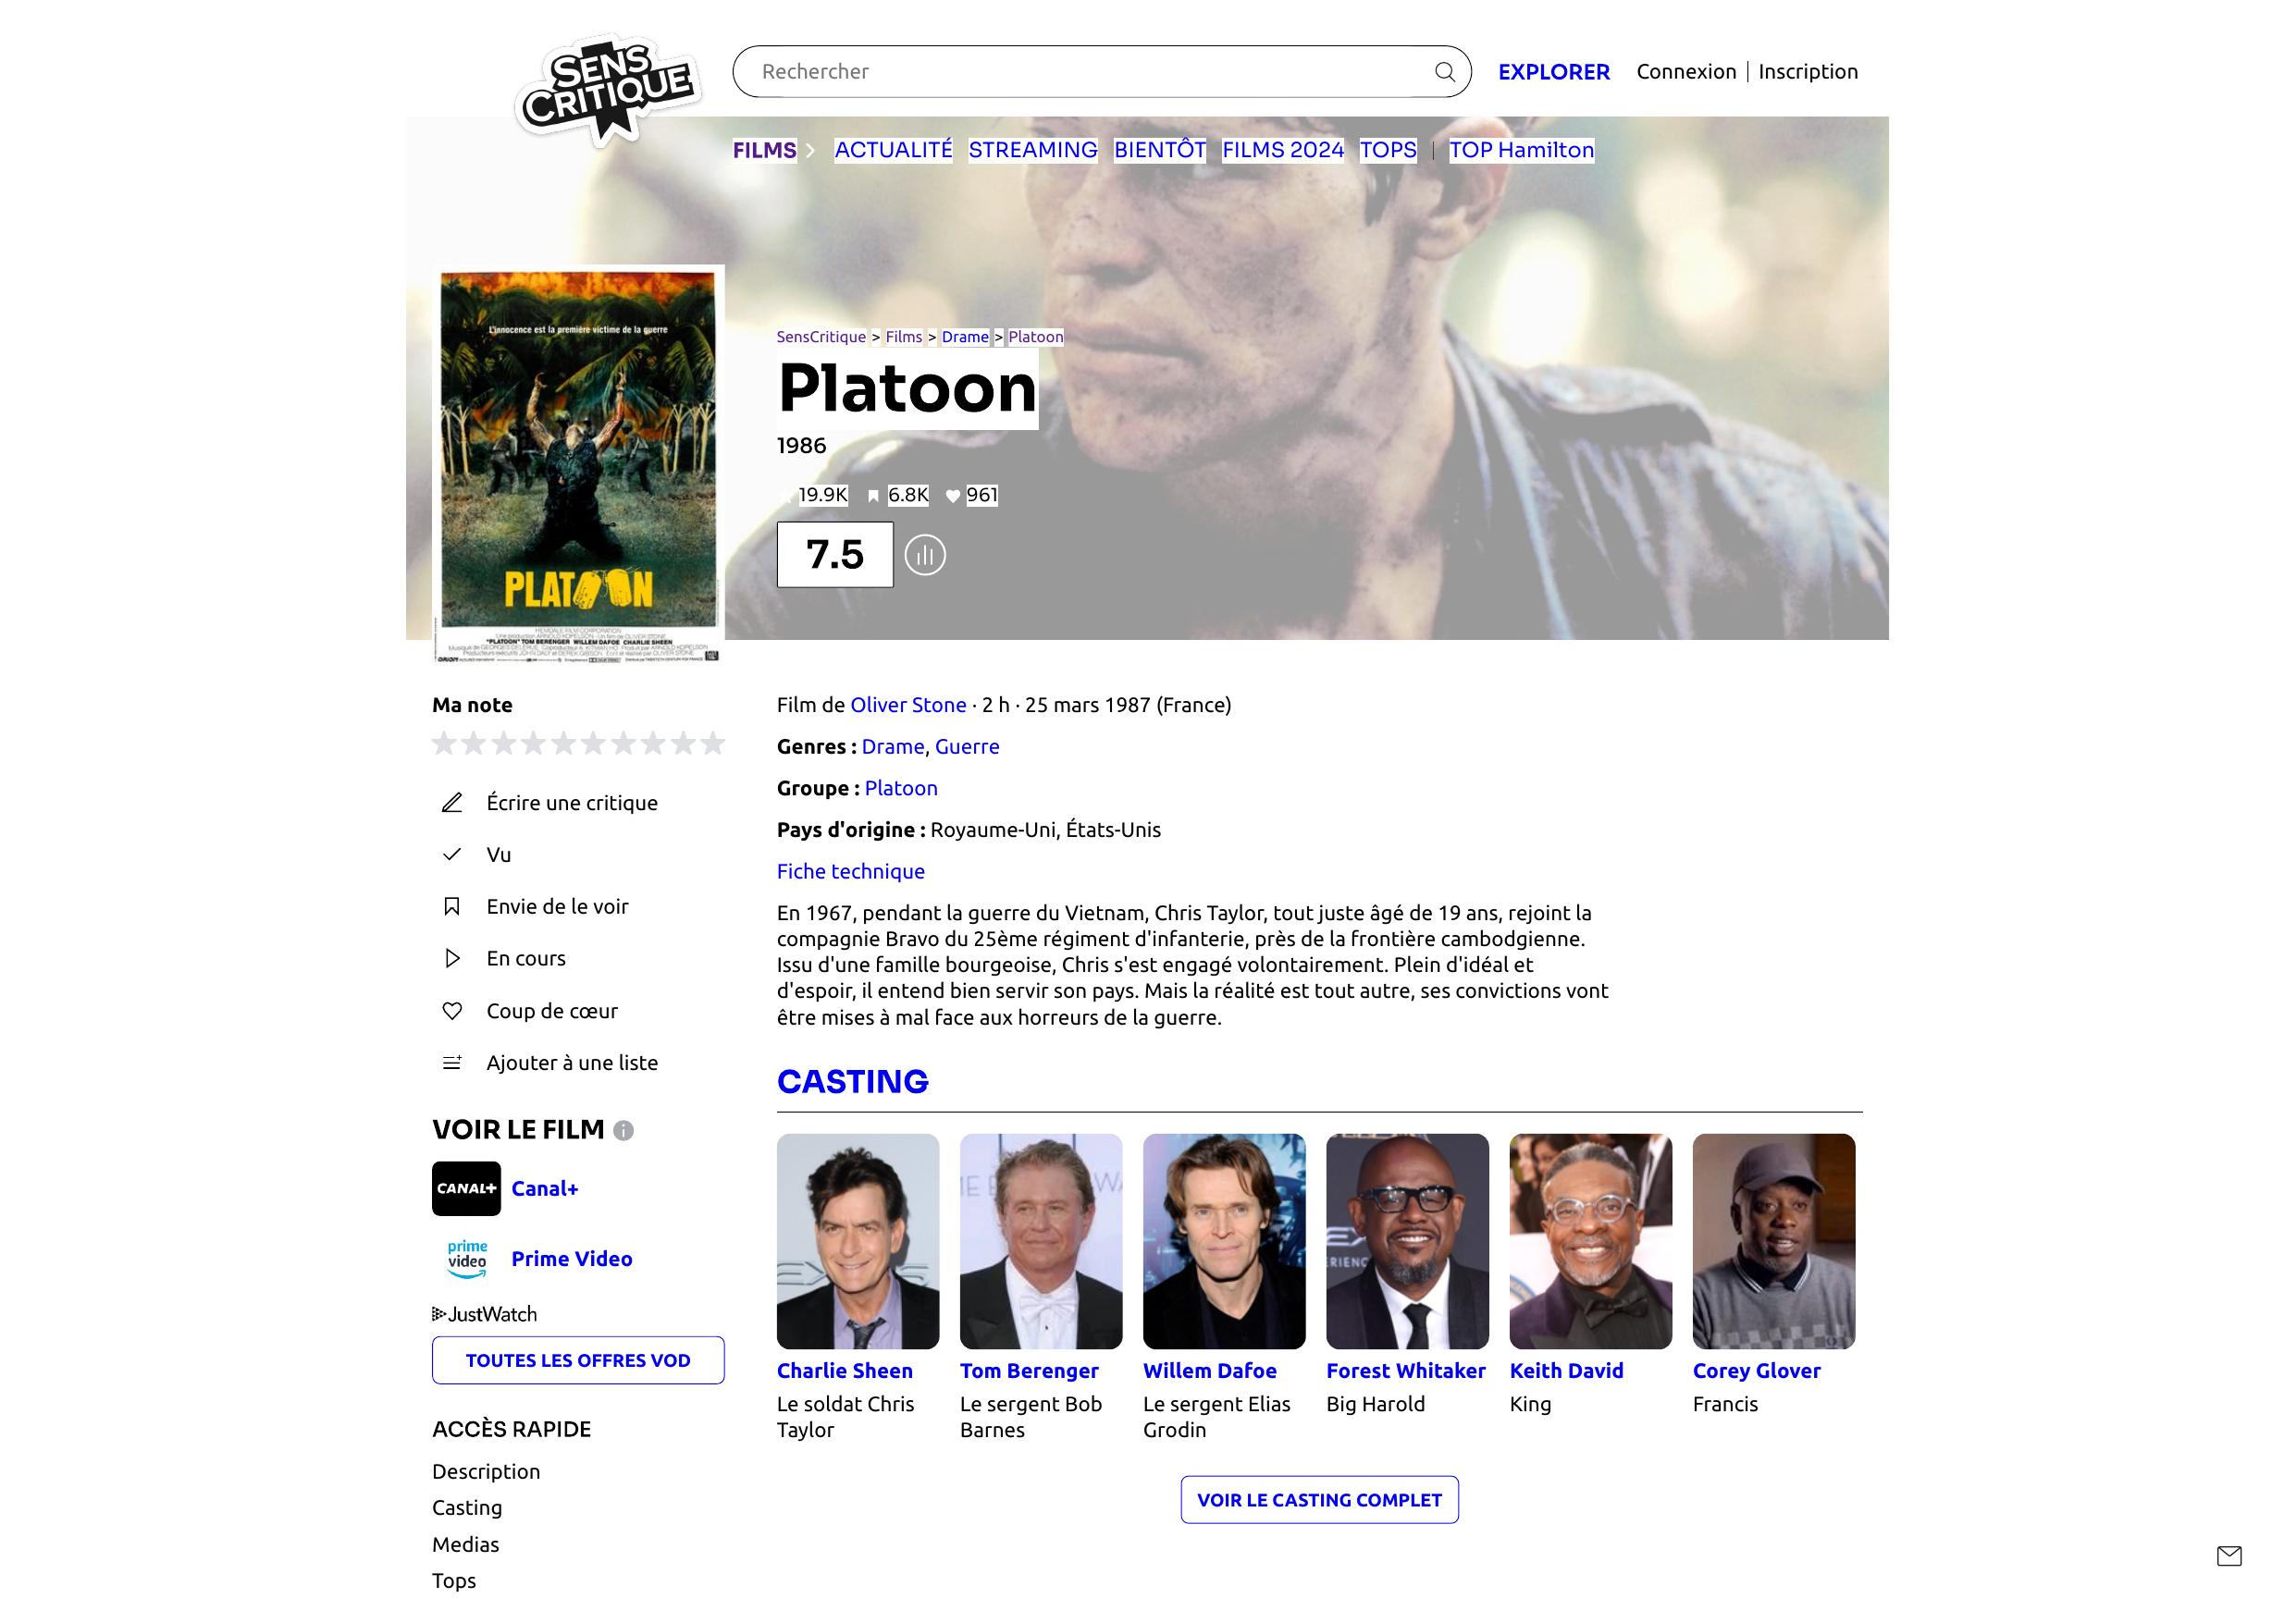 SENS
CRITIQUE
Rechercher
EXPLORER
Connexion | Inscription
FILMS
ACTUALITÉ
STREAMING
BIENTÔT
FILMS 2024
TOPS
TOP Hamilton
L'innocence est la première victime de la guerre
PLATOON
"PLATOON" TOM BERENGER WILLEM DAFOE CHARLIE SHEEN
SensCritique > Films > Drame > Platoon
Platoon
1986
19.9K
6.8K
961
7.5
Ma note
Écrire une critique
Vu
Envie de le voir
En cours
Coup de cœur
Ajouter à une liste
VOIR LE FILM
CANAL+
Canal+
prime
video
Prime Video
JustWatch
TOUTES LES OFFRES VOD
ACCÈS RAPIDE
Description
Casting
Medias
Tops
Film de Oliver Stone · 2 h · 25 mars 1987 (France)
Genres : Drame, Guerre
Groupe : Platoon
Pays d'origine : Royaume-Uni, États-Unis
Fiche technique
En 1967, pendant la guerre du Vietnam, Chris Taylor, tout juste âgé de 19 ans, rejoint la
compagnie Bravo du 25ème régiment d'infanterie, près de la frontière cambodgienne.
Issu d'une famille bourgeoise, Chris s'est engagé volontairement. Plein d'idéal et
d'espoir, il entend bien servir son pays. Mais la réalité est tout autre, ses convictions vont
être mises à mal face aux horreurs de la guerre.
CASTING
Charlie Sheen
Le soldat Chris
Taylor
Tom Berenger
Le sergent Bob
Barnes
Willem Dafoe
Le sergent Elias
Grodin
Forest Whitaker
Big Harold
Keith David
King
Corey Glover
Francis
VOIR LE CASTING COMPLET